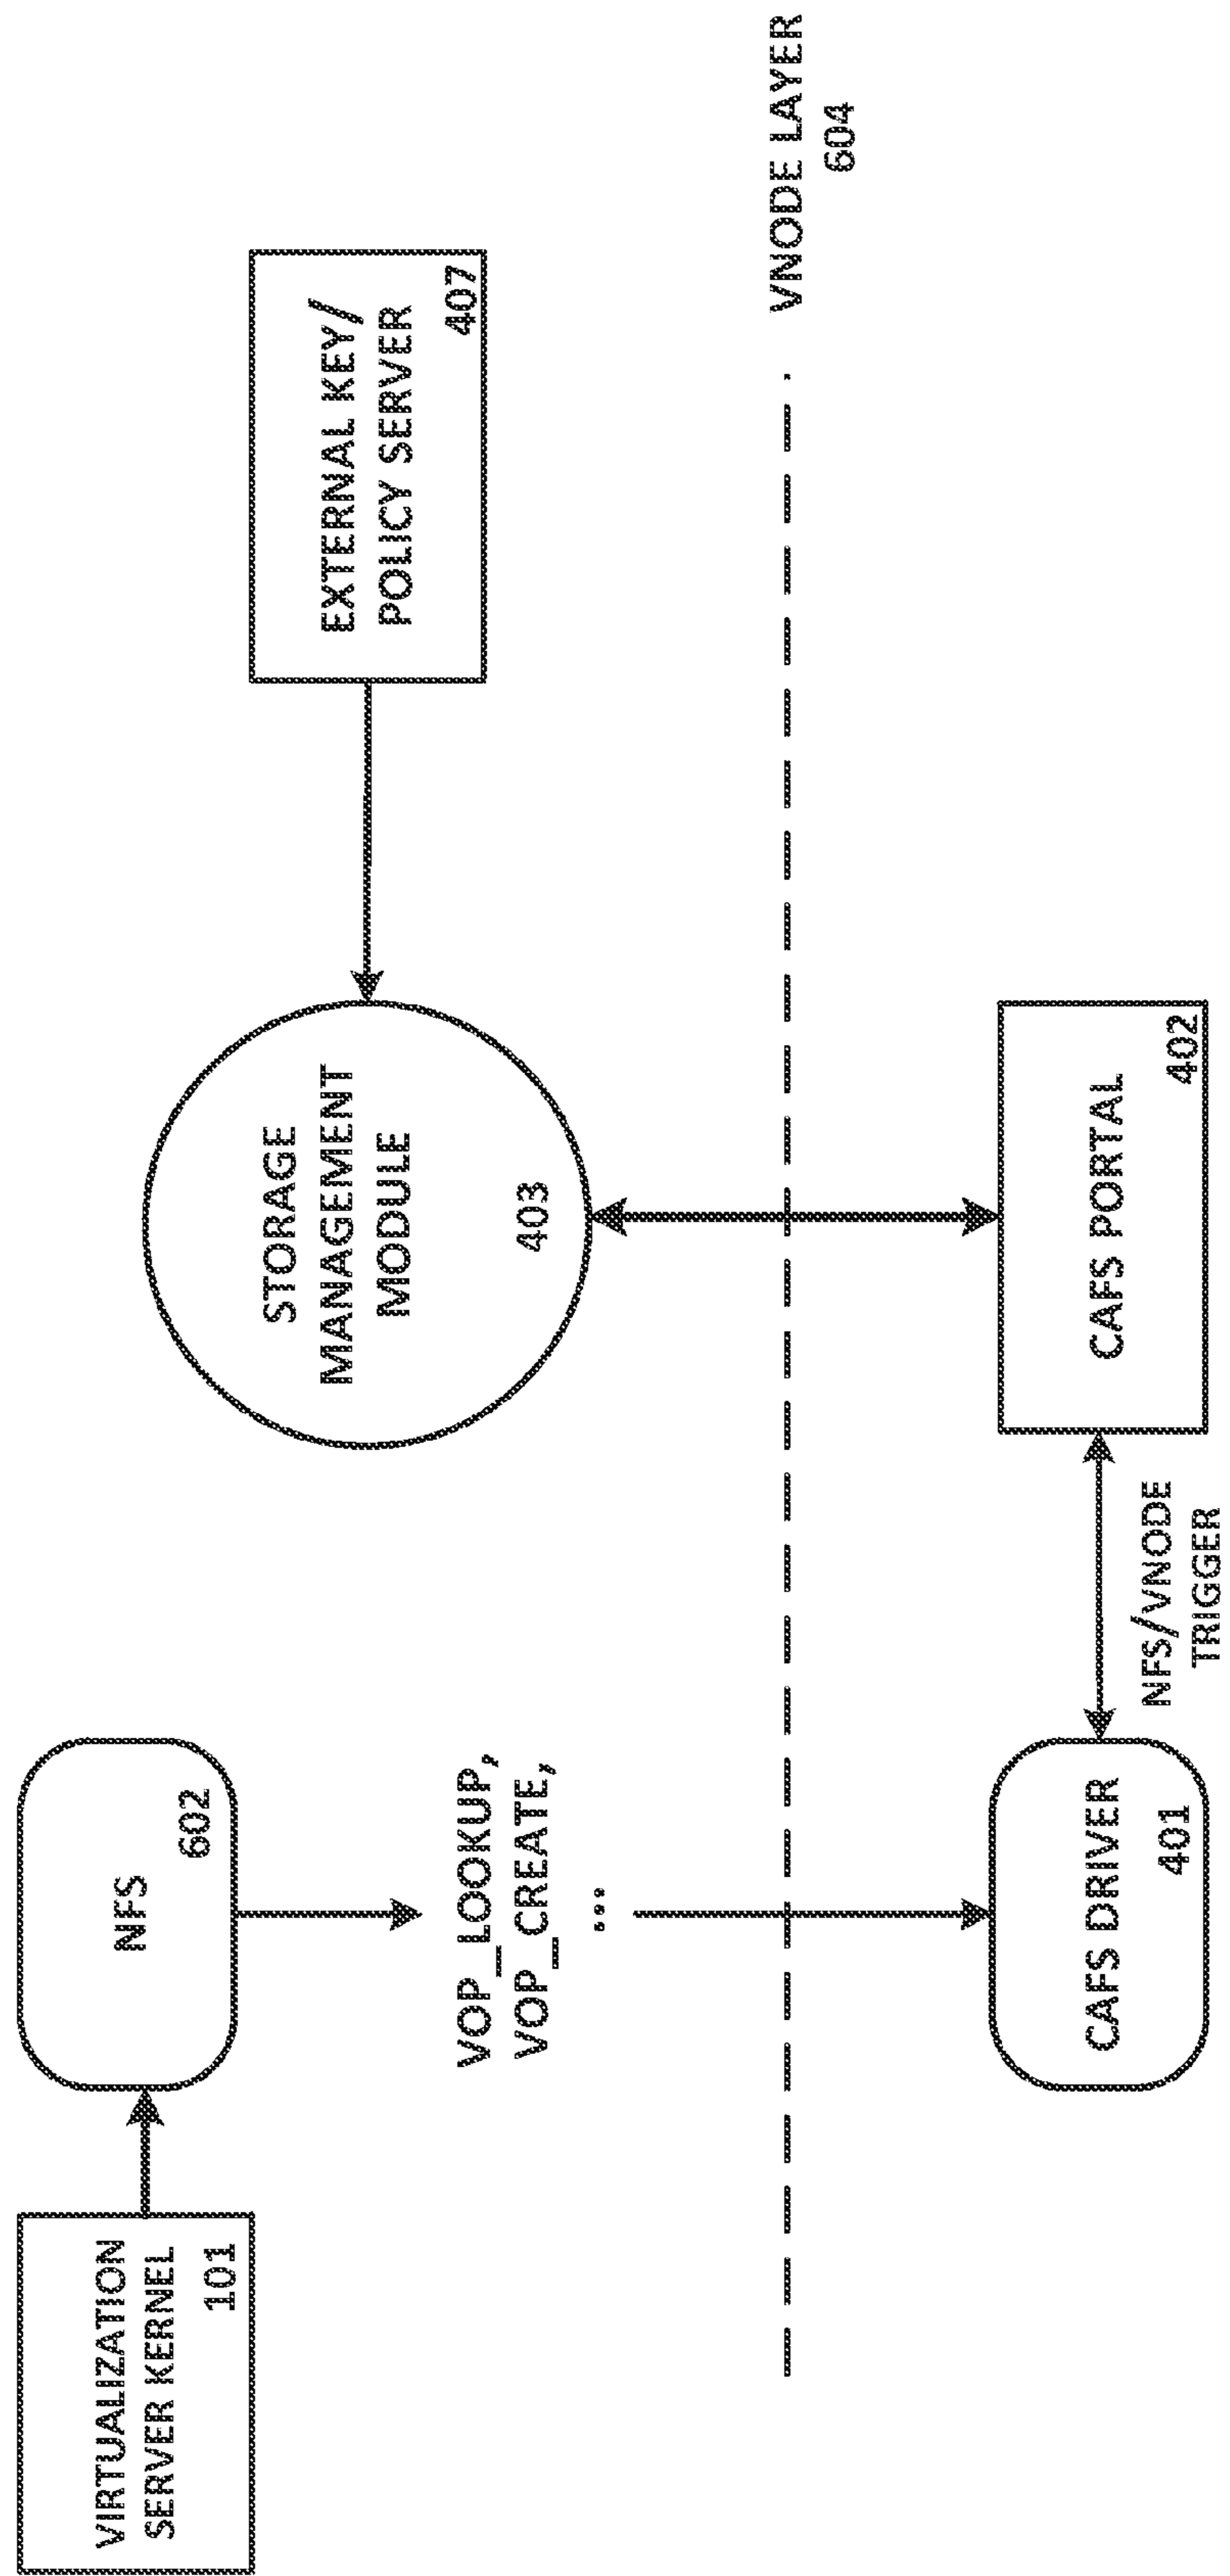 VIRTUALIZATION
SERVER KERNEL
101
NFS
602
VOP_LOOKUP,
VOP_CREATE,
...
STORAGE
MANAGEMENT
MODULE
403
EXTERNAL KEY/
POLICY SERVER
407
VNODE LAYER
604
CAFS DRIVER
401
NFS/VNODE
TRIGGER
CAFS PORTAL
402